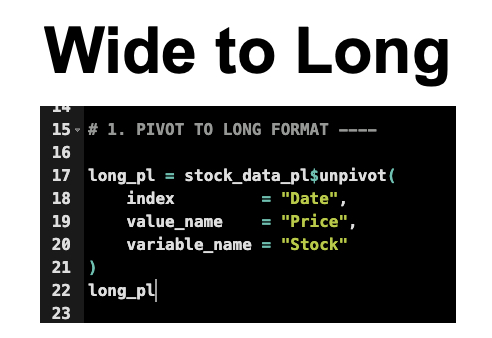 Wide to Long
14
15 # 1. PIVOT TO LONG FORMAT ----
16
17 long_pl = stock_data_pl$unpivot(
18     index         = "Date",
19     value_name    = "Price",
20     variable_name = "Stock"
21 )
22 long_pl
23